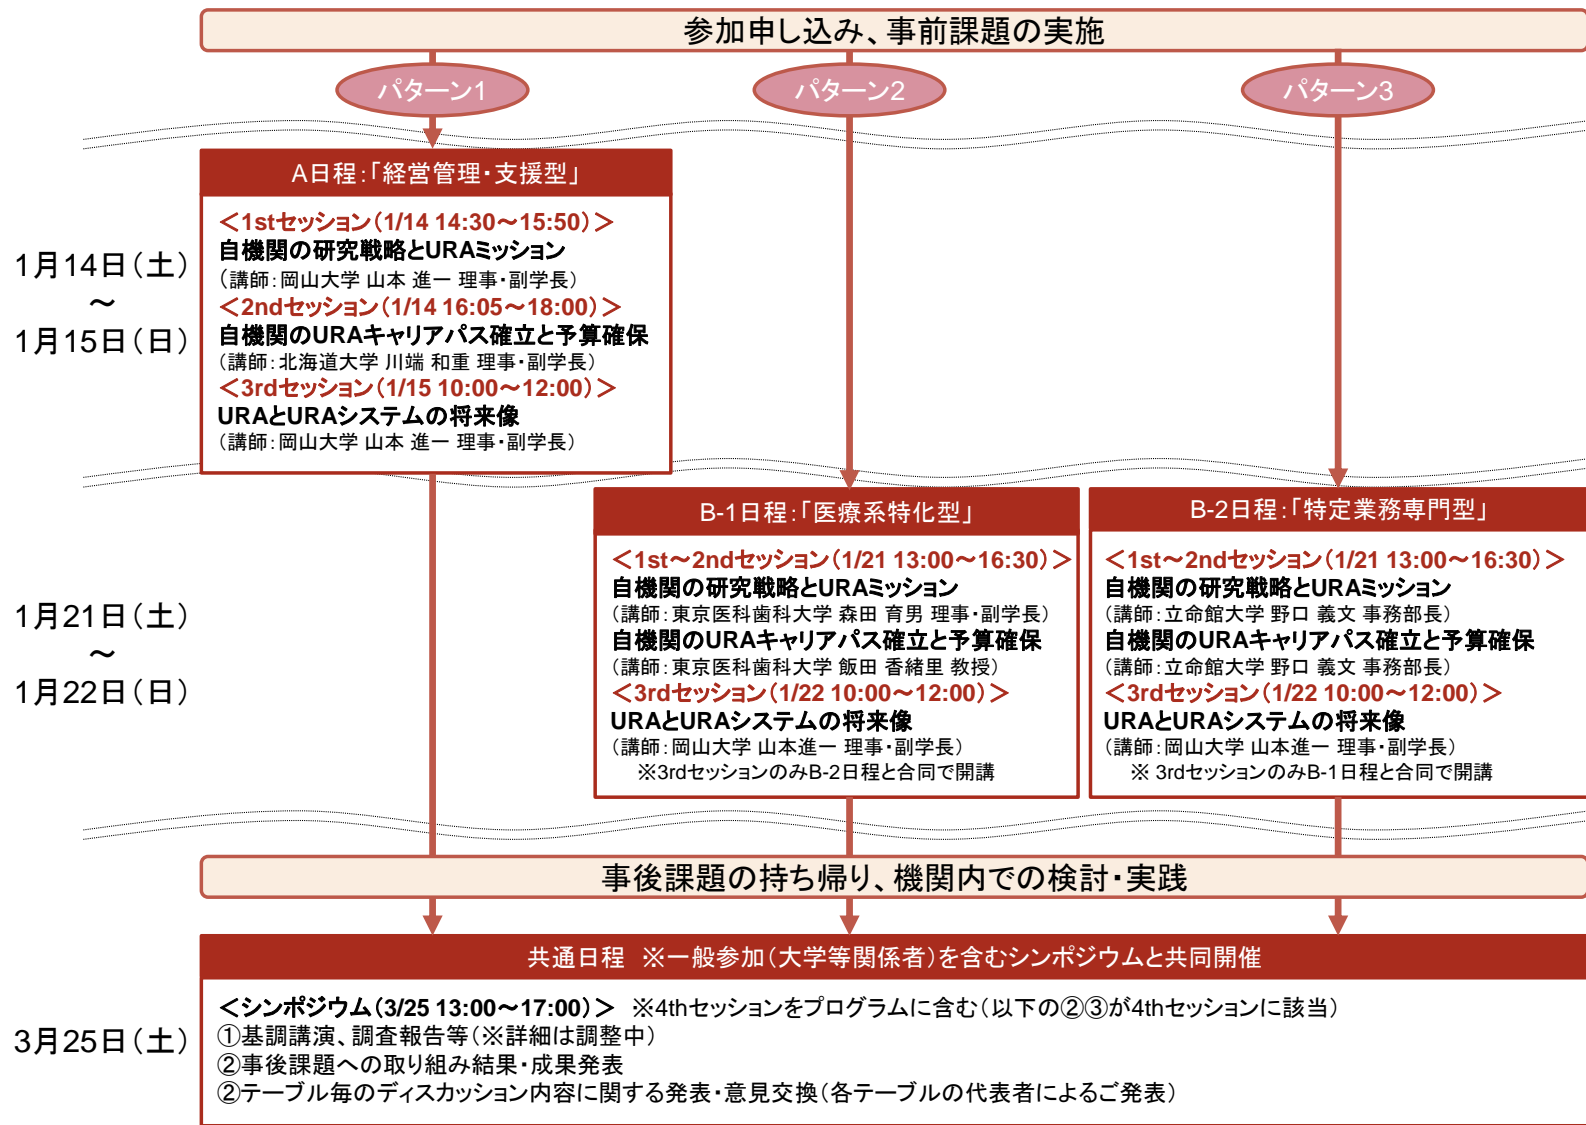 参加申し込み、事前課題の実施
パターン1
パターン2
パターン3
1月14日(土)
～
1月15日(日)
A日程:「経営管理・支援型」
＜1stセッション(1/14 14:30～15:50)＞
自機関の研究戦略とURAミッション
(講師:岡山大学 山本 進一 理事・副学長)
＜2ndセッション(1/14 16:05～18:00)＞
自機関のURAキャリアパス確立と予算確保
(講師:北海道大学 川端 和重 理事・副学長)
＜3rdセッション(1/15 10:00～12:00)＞
URAとURAシステムの将来像
(講師:岡山大学 山本 進一 理事・副学長)
1月21日(土)
～
1月22日(日)
B-1日程:「医療系特化型」
＜1st～2ndセッション(1/21 13:00～16:30)＞
自機関の研究戦略とURAミッション
(講師:東京医科歯科大学 森田 育男 理事・副学長)
自機関のURAキャリアパス確立と予算確保
(講師:東京医科歯科大学 飯田 香緒里 教授)
＜3rdセッション(1/22 10:00～12:00)＞
URAとURAシステムの将来像
(講師:岡山大学 山本進一 理事・副学長)
※3rdセッションのみB-2日程と合同で開講
B-2日程:「特定業務専門型」
＜1st～2ndセッション(1/21 13:00～16:30)＞
自機関の研究戦略とURAミッション
(講師:立命館大学 野口 義文 事務部長)
自機関のURAキャリアパス確立と予算確保
(講師:立命館大学 野口 義文 事務部長)
＜3rdセッション(1/22 10:00～12:00)＞
URAとURAシステムの将来像
(講師:岡山大学 山本進一 理事・副学長)
※ 3rdセッションのみB-1日程と合同で開講
事後課題の持ち帰り、機関内での検討・実践
3月25日(土)
共通日程 ※一般参加(大学等関係者)を含むシンポジウムと共同開催
＜シンポジウム(3/25 13:00～17:00)＞ ※4thセッションをプログラムに含む(以下の②③が4thセッションに該当)
①基調講演、調査報告等(※詳細は調整中)
②事後課題への取り組み結果・成果発表
②テーブル毎のディスカッション内容に関する発表・意見交換(各テーブルの代表者によるご発表)